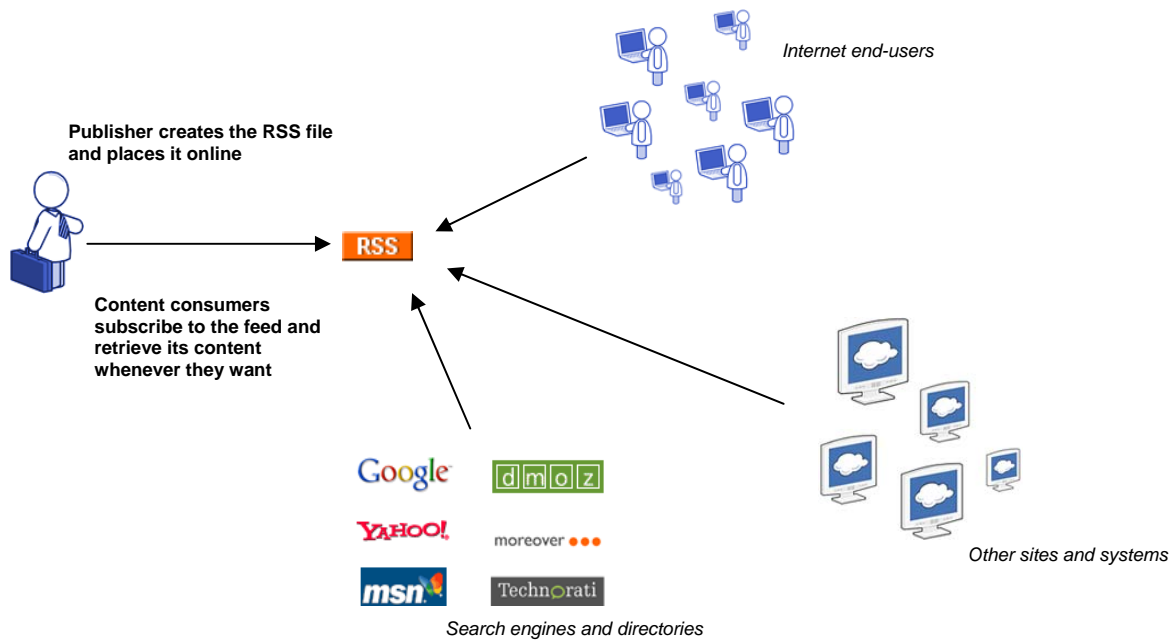 Internet end-users
Publisher creates the RSS file
and places it online
RSS
Content consumers
subscribe to the feed and
retrieve its content
whenever they want
Google
dmoz
YAHOO!
moreover
msn
Technorati
Other sites and systems
Search engines and directories